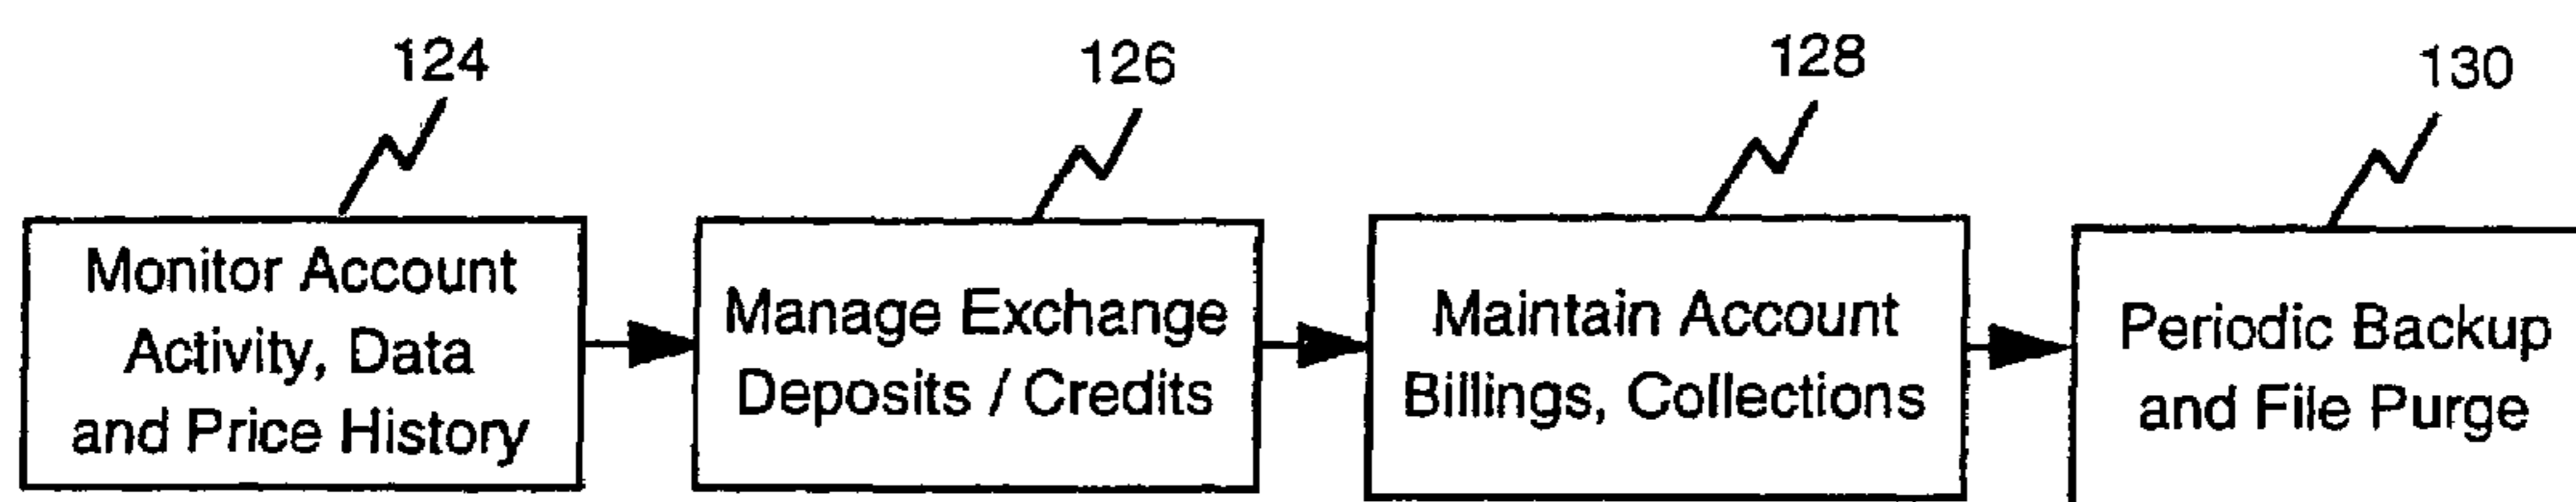 124
126
128
130
Monitor Account
Activity, Data
and Price History
Manage Exchange
Deposits / Credits
Maintain Account
Billings, Collections
Periodic Backup
and File Purge